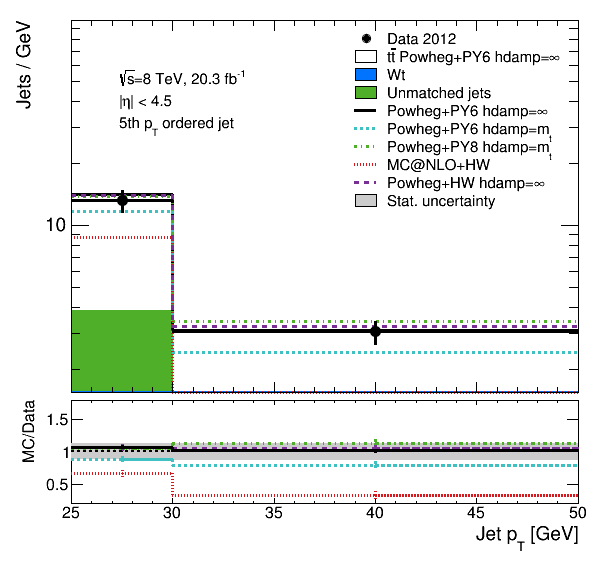 Jets / GeV
√s=8 TeV, 20.3 fb⁻¹
|η| < 4.5
5th p_T ordered jet
Data 2012
tt̄ Powheg+PY6 hdamp=∞
Wt
Unmatched jets
Powheg+PY6 hdamp=∞
Powheg+PY6 hdamp=m_t
Powheg+PY8 hdamp=m_t
MC@NLO+HW
Powheg+HW hdamp=∞
Stat. uncertainty
10
MC/Data
1.5
1
0.5
25 30 35 40 45 50
Jet p_T [GeV]